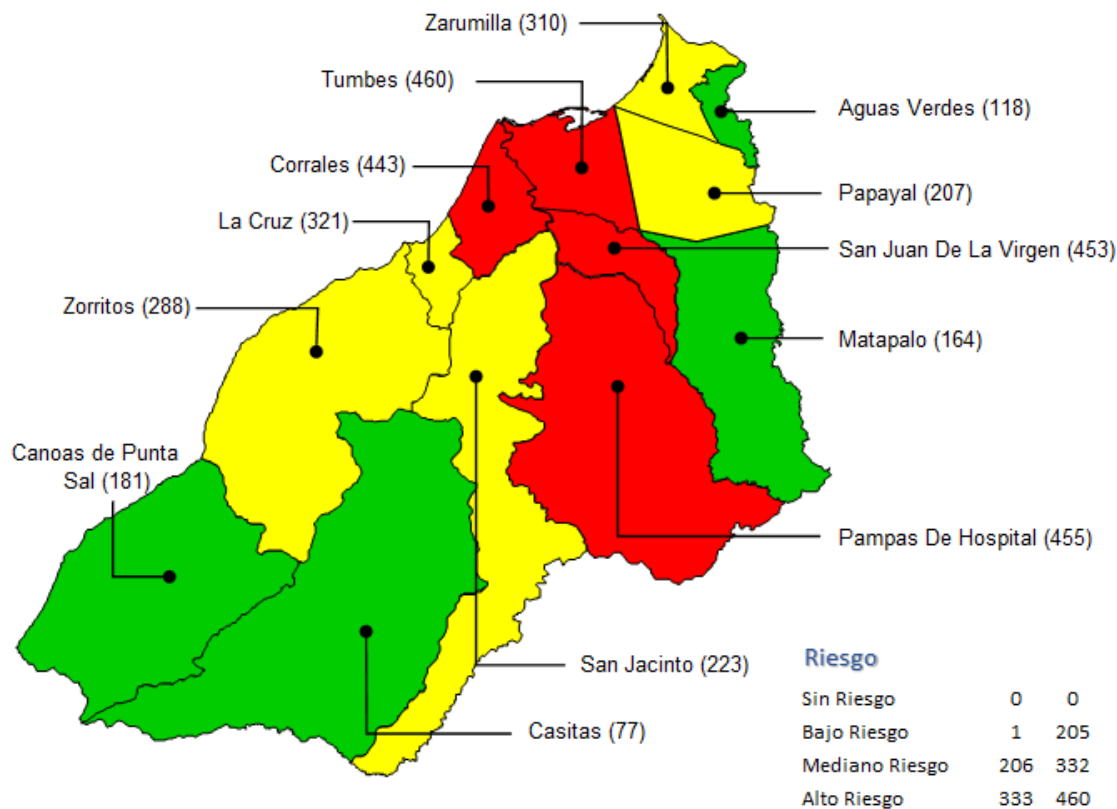 Zarumilla (310)
Tumbes (460)
Aguas Verdes (118)
Corrales (443)
Papayal (207)
La Cruz (321)
San Juan De La Virgen (453)
Zorritos (288)
Matapalo (164)
Canoas de Punta
Sal (181)
Pampas De Hospital (455)
San Jacinto (223)
Casitas (77)
Riesgo
Sin Riesgo 0 0
Bajo Riesgo 1 205
Mediano Riesgo 206 332
Alto Riesgo 333 460